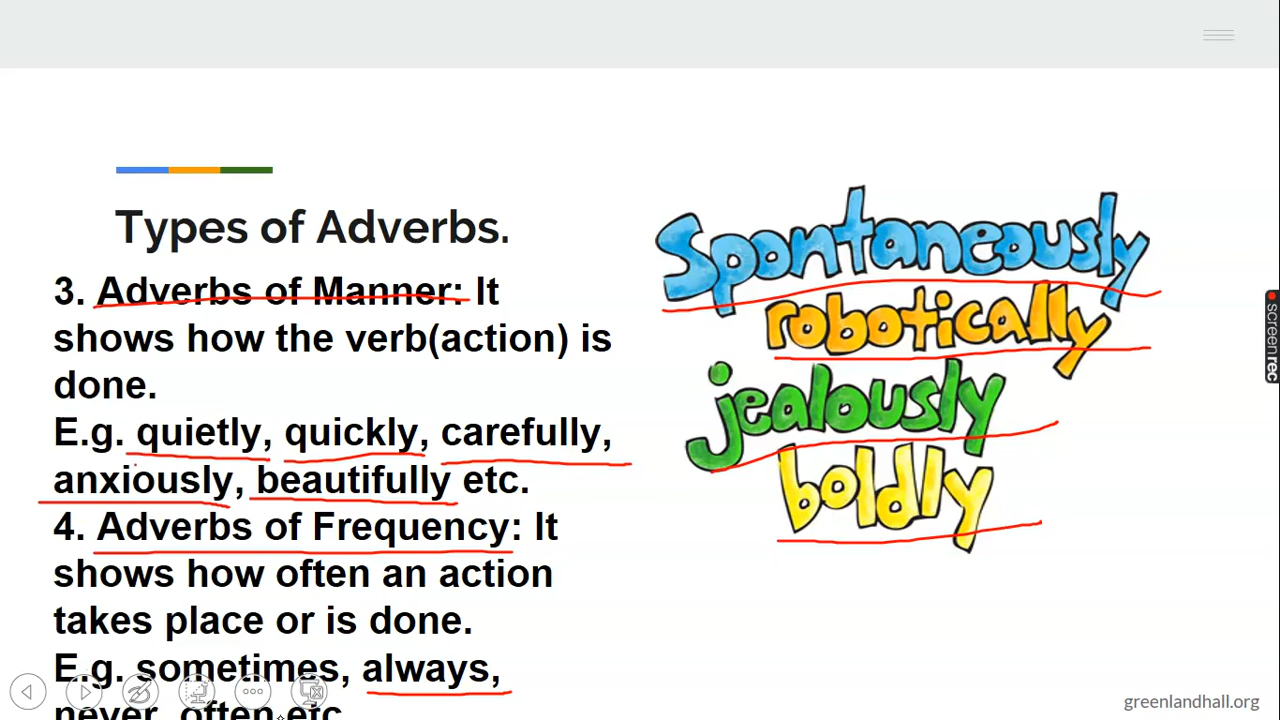 Types of Adverbs.
3. Adverbs of Manner: It
shows how the verb(action) is
done.
E.g. quietly, quickly, carefully,
anxiously, beautifully etc.
4. Adverbs of Frequency: It
shows how often an action
takes place or is done.
E.g. sometimes, always,
never, often etc
Spontaneously
robotically
jealously
boldly
screenrec
greenlandhall.org